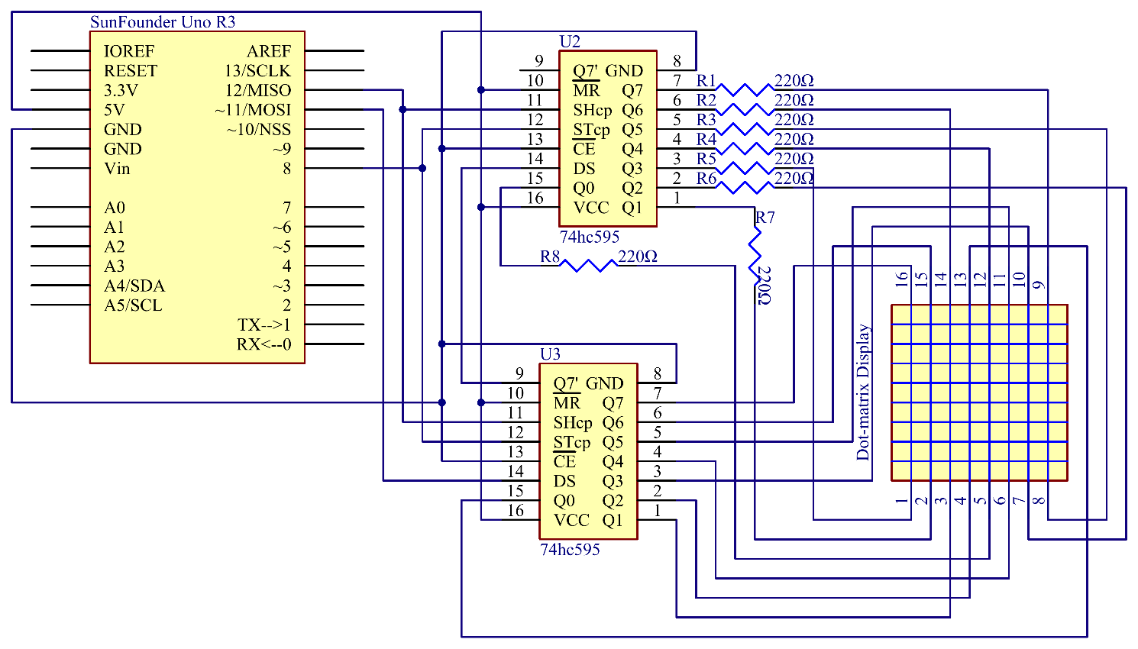 SunFounder Uno R3
IOREF AREF
RESET 13/SCLK
3.3V 12/MISO
5V ~11/MOSI
GND ~10/NSS
GND ~9
Vin 8
A0 7
A1 ~6
A2 ~5
A3 4
A4/SDA ~3
A5/SCL 2
TX-->1
RX<--0
U2
9 Q7' GND 8
10 MR Q7 7 R1 220Ω
11 SHcp Q6 6 R2 220Ω
12 STcp Q5 5 R3 220Ω
13 CE Q4 4 R4 220Ω
14 DS Q3 3 R5 220Ω
15 Q0 Q2 2 R6 220Ω
16 VCC Q1 1
R7
220Ω
74hc595
R8 220Ω
U3
9 Q7' GND 8
10 MR Q7 7
11 SHcp Q6 6
12 STcp Q5 5
13 CE Q4 4
14 DS Q3 3
15 Q0 Q2 2
16 VCC Q1 1
74hc595
16 15 14 13 12 11 10 9
Dot-matrix Display
1 2 3 4 5 6 7 8